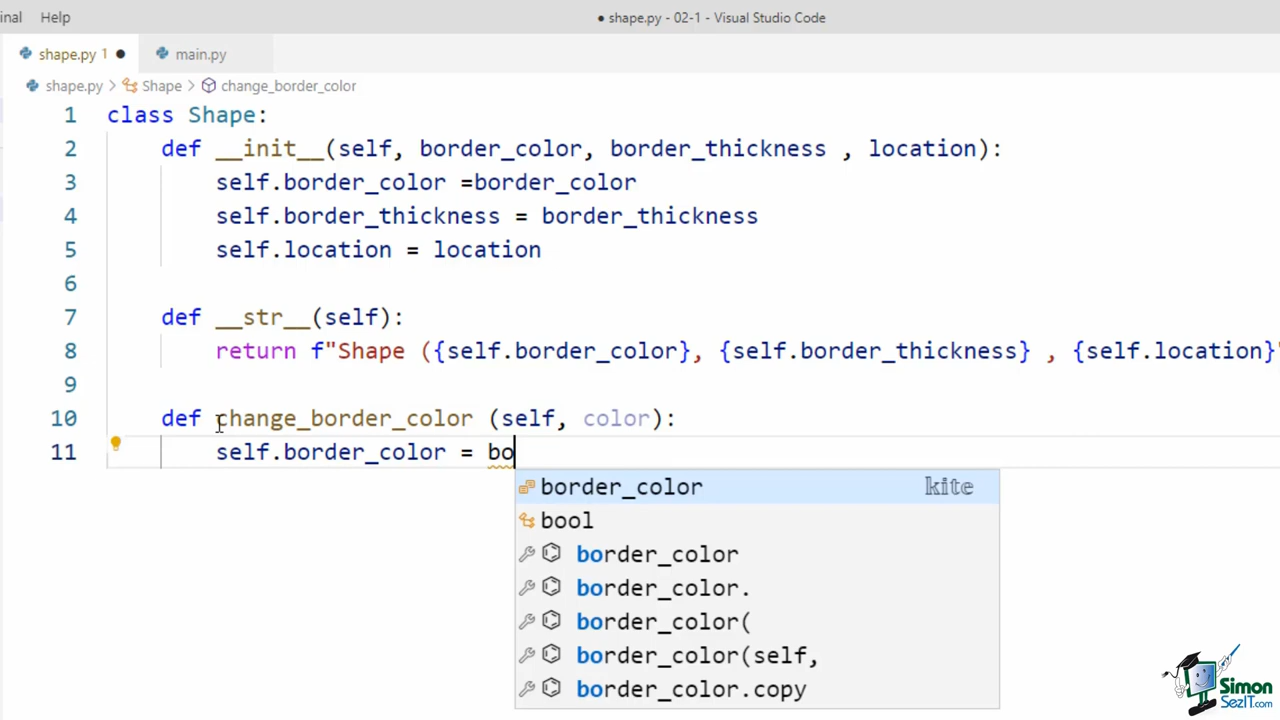 inal Help ● shape.py - 02-1 - Visual Studio Code
shape.py 1 ● main.py
shape.py > Shape > change_border_color
1 class Shape:
2 def __init__(self, border_color, border_thickness , location):
3 self.border_color =border_color
4 self.border_thickness = border_thickness
5 self.location = location
6
7 def __str__(self):
8 return f"Shape ({self.border_color}, {self.border_thickness} , {self.location}"
9
10 def change_border_color (self, color):
11 self.border_color = bo
border_color kite
bool
border_color
border_color.
border_color(
border_color(self,
border_color.copy
Simon
SezIT.com